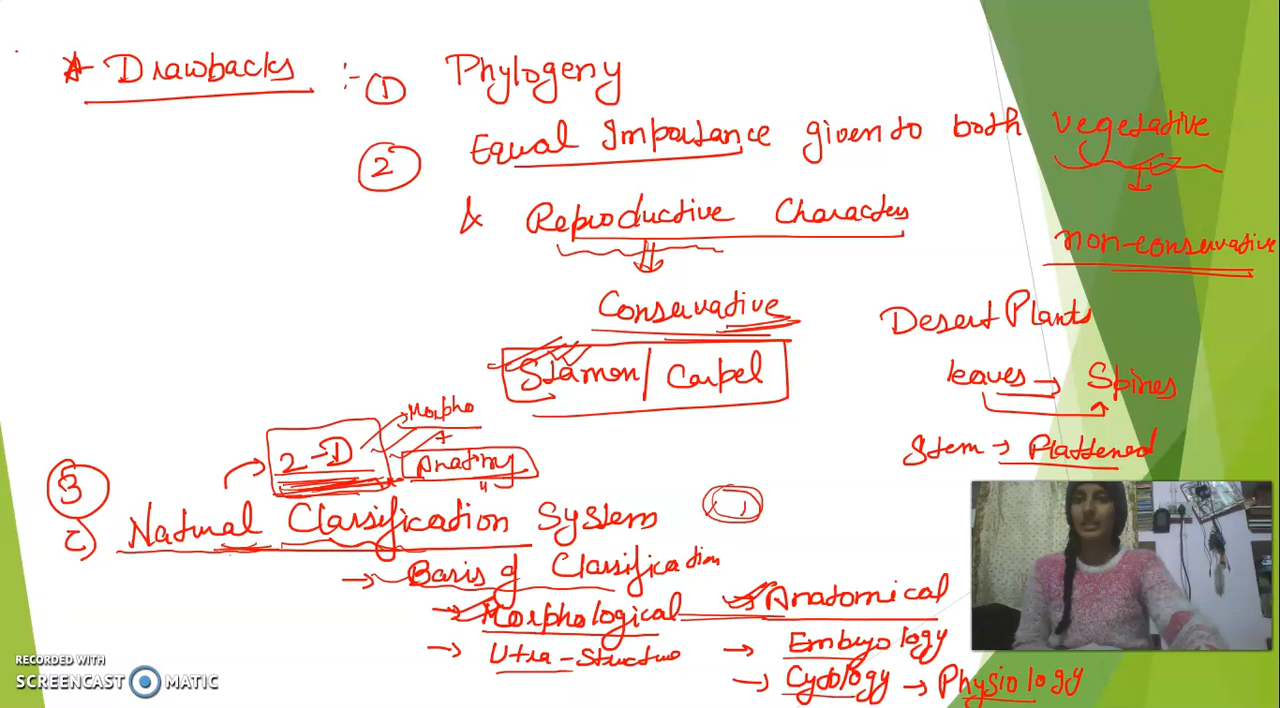 * Drawbacks :- ① Phylogeny
② Equal Importance given to both vegetative
& Reproductive Characters
non-conservative
Conservative
Desert Plants
Stamen / Carpel
leaves → Spines
Morpho
+
2-D
Anatomy
Stem → Flattened
③
c) Natural Classification System
→ Basis of Classification
→ Morphological
Anatomical
→ Ultra-Structure → Embryology
→ Cytology → Physiology
RECORDED WITH
SCREENCAST MATIC